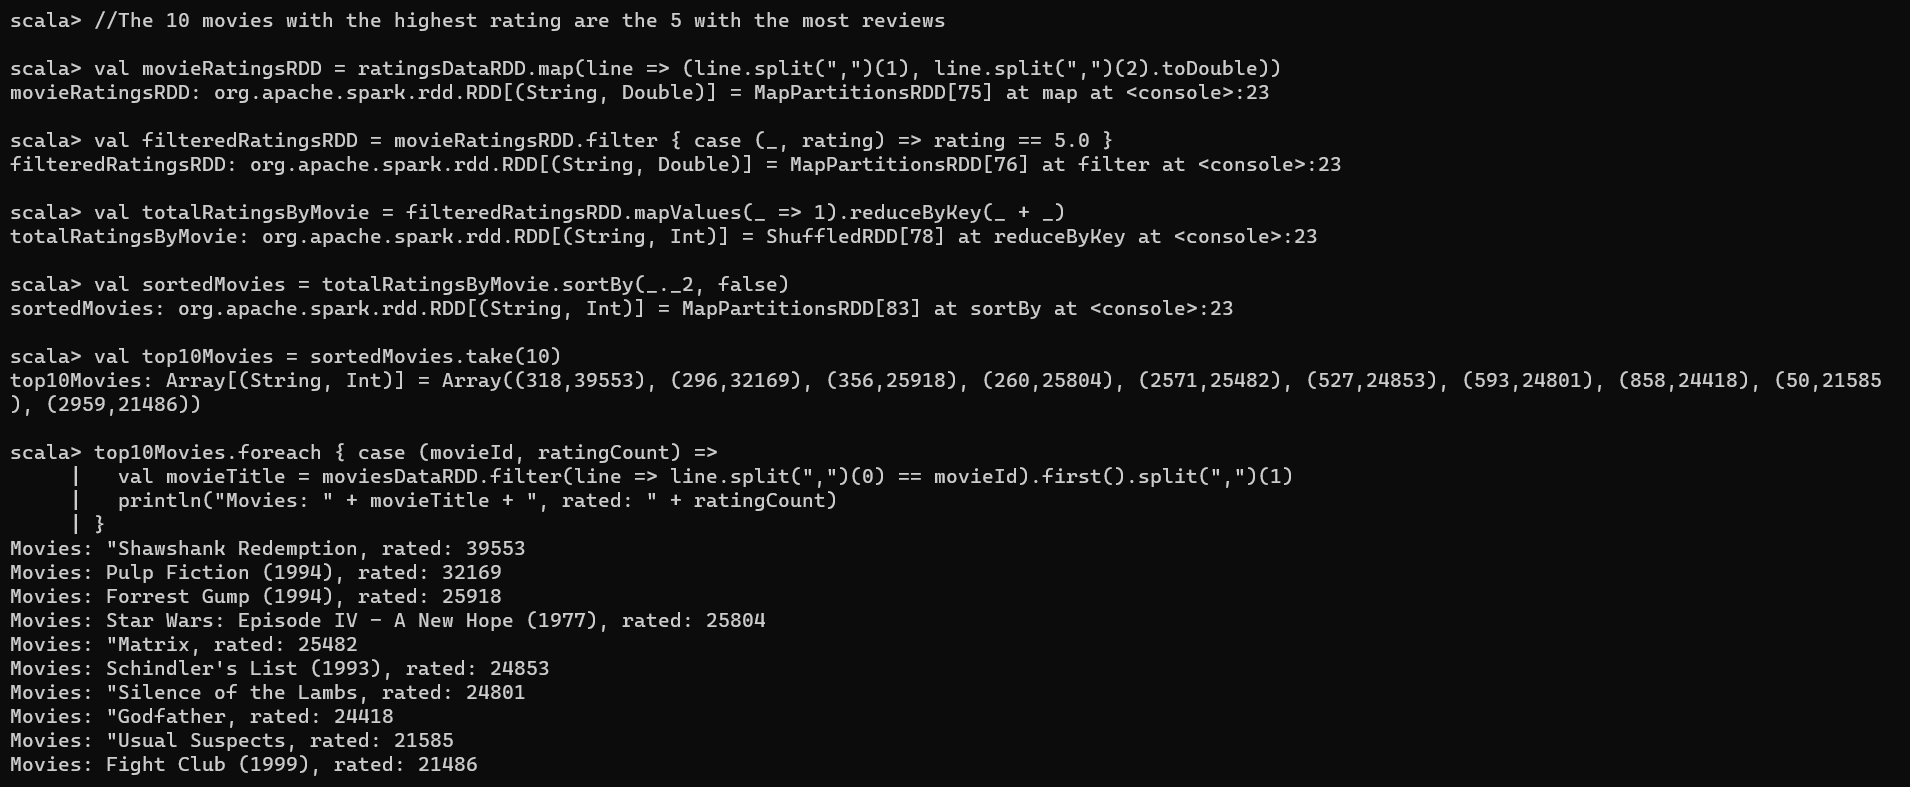 scala> //The 10 movies with the highest rating are the 5 with the most reviews
scala> val movieRatingsRDD = ratingsDataRDD.map(line => (line.split(",")(1), line.split(",")(2).toDouble))
movieRatingsRDD: org.apache.spark.rdd.RDD[(String, Double)] = MapPartitionsRDD[75] at map at <console>:23
scala> val filteredRatingsRDD = movieRatingsRDD.filter { case (_, rating) => rating == 5.0 }
filteredRatingsRDD: org.apache.spark.rdd.RDD[(String, Double)] = MapPartitionsRDD[76] at filter at <console>:23
scala> val totalRatingsByMovie = filteredRatingsRDD.mapValues(_ => 1).reduceByKey(_ + _)
totalRatingsByMovie: org.apache.spark.rdd.RDD[(String, Int)] = ShuffledRDD[78] at reduceByKey at <console>:23
scala> val sortedMovies = totalRatingsByMovie.sortBy(_._2, false)
sortedMovies: org.apache.spark.rdd.RDD[(String, Int)] = MapPartitionsRDD[83] at sortBy at <console>:23
scala> val top10Movies = sortedMovies.take(10)
top10Movies: Array[(String, Int)] = Array((318,39553), (296,32169), (356,25918), (260,25804), (2571,25482), (527,24853), (593,24801), (858,24418), (50,21585
), (2959,21486))
scala> top10Movies.foreach { case (movieId, ratingCount) =>
     |   val movieTitle = moviesDataRDD.filter(line => line.split(",")(0) == movieId).first().split(",")(1)
     |   println("Movies: " + movieTitle + ", rated: " + ratingCount)
     | }
Movies: "Shawshank Redemption, rated: 39553
Movies: Pulp Fiction (1994), rated: 32169
Movies: Forrest Gump (1994), rated: 25918
Movies: Star Wars: Episode IV - A New Hope (1977), rated: 25804
Movies: "Matrix, rated: 25482
Movies: Schindler's List (1993), rated: 24853
Movies: "Silence of the Lambs, rated: 24801
Movies: "Godfather, rated: 24418
Movies: "Usual Suspects, rated: 21585
Movies: Fight Club (1999), rated: 21486